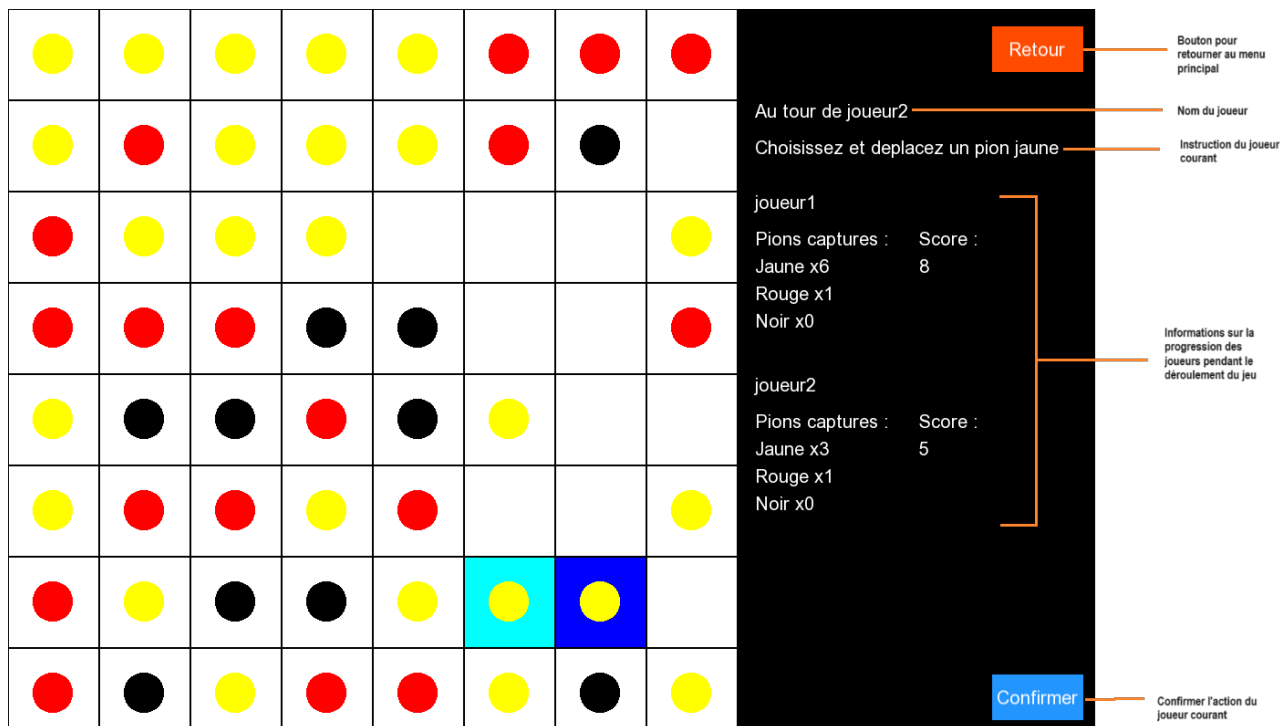 Retour
Bouton pour
retourner au menu
principal
Au tour de joueur2
Nom du joueur
Choisissez et deplacez un pion jaune
Instruction du joueur
courant
joueur1
Pions captures : Score :
Jaune x6 8
Rouge x1
Noir x0
Informations sur la
progression des
joueurs pendant le
déroulement du jeu
joueur2
Pions captures : Score :
Jaune x3 5
Rouge x1
Noir x0
Confirmer
Confirmer l'action du
joueur courant